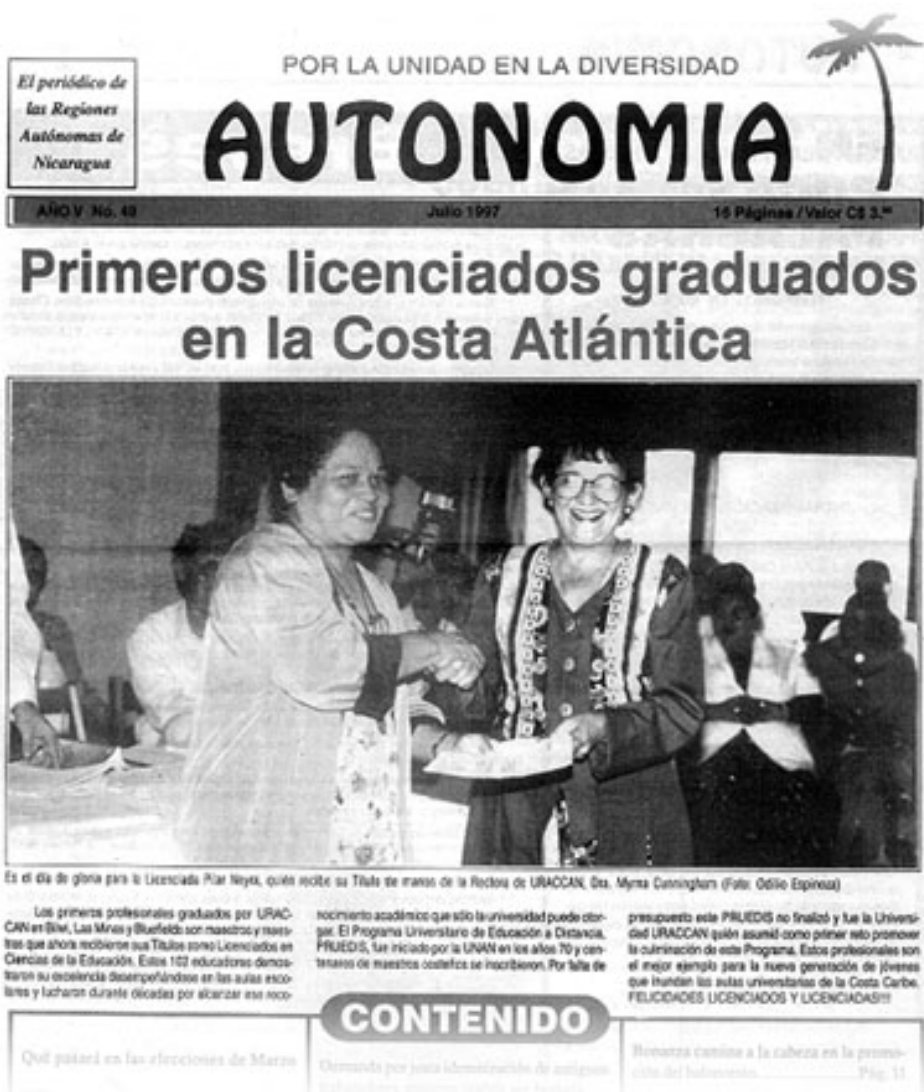 POR LA UNIDAD EN LA DIVERSIDAD
El periódico de
las Regiones
Autónomas de
Nicaragua
AUTONOMIA
AÑO V No. 49
Julio 1997
16 Páginas / Valor C$ 3.00
Primeros licenciados graduados
en la Costa Atlántica
Es el día de gloria para la Licenciada Pilar Neyra, quién recibe su Título de manos de la Rectora de URACCAN, Dra. Myrna Cunningham (Foto: Odilio Espinoza)
Los primeros profesionales graduados por URAC-
CAN en Bilwi, Las Minas y Bluefields son maestros y maes-
tras que ahora recibieron sus Títulos como Licenciados en
Ciencias de la Educación. Estos 102 educadores demos-
traron su excelencia desempeñándose en las aulas esco-
lares y lucharon durante décadas por alcanzar ese reco-
nocimiento académico que sólo la universidad puede otor-
gar. El Programa Universitario de Educación a Distancia,
PRUEDIS, fue iniciado por la UNAN en los años 70 y cen-
tenares de maestros costeños se inscribieron. Por falta de
presupuesto este PRUEDIS no finalizó y fue la Universi-
dad URACCAN quién asumió como primer reto promover
la culminación de este Programa. Estos profesionales son
el mejor ejemplo para la nueva generación de jóvenes
que inundan las aulas universitarias de la Costa Caribe.
FELICIDADES LICENCIADOS Y LICENCIADAS!!!
CONTENIDO
Qué pasará en las elecciones de Marzo
Demanda por justa identización de antiguos
Bonanza camina a la cabeza en la promo-
ción del
Pág. 11